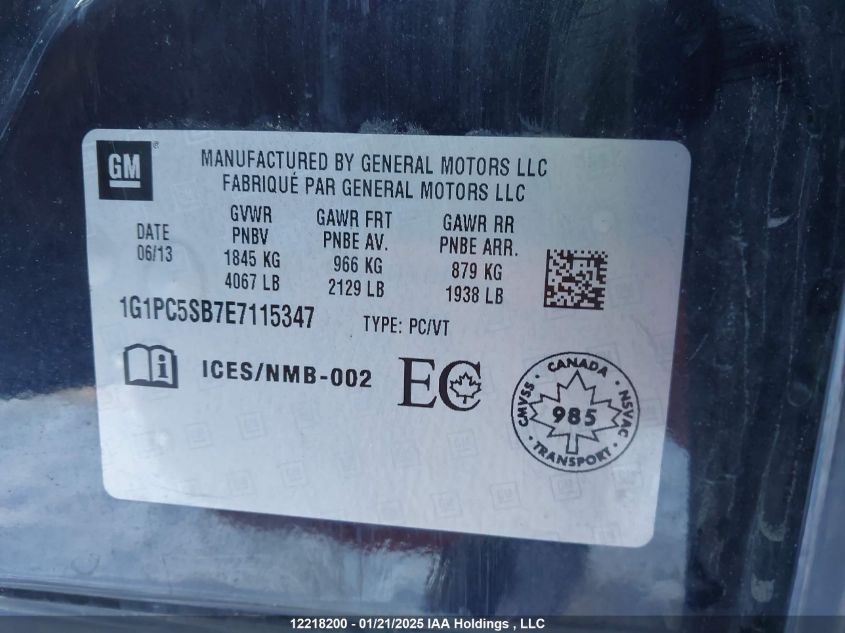 GM
MANUFACTURED BY GENERAL MOTORS LLC
FABRIQUÉ PAR GENERAL MOTORS LLC
DATE
06/13
GVWR
PNBV
1845 KG
4067 LB
GAWR FRT
PNBE AV.
966 KG
2129 LB
GAWR RR
PNBE ARR.
879 KG
1938 LB
1G1PC5SB7E7115347 TYPE: PC/VT
i ICES/NMB-002 EC
CANADA
CMVSS 985 NSVAC
TRANSPORT
12218200 - 01/21/2025 IAA Holdings , LLC